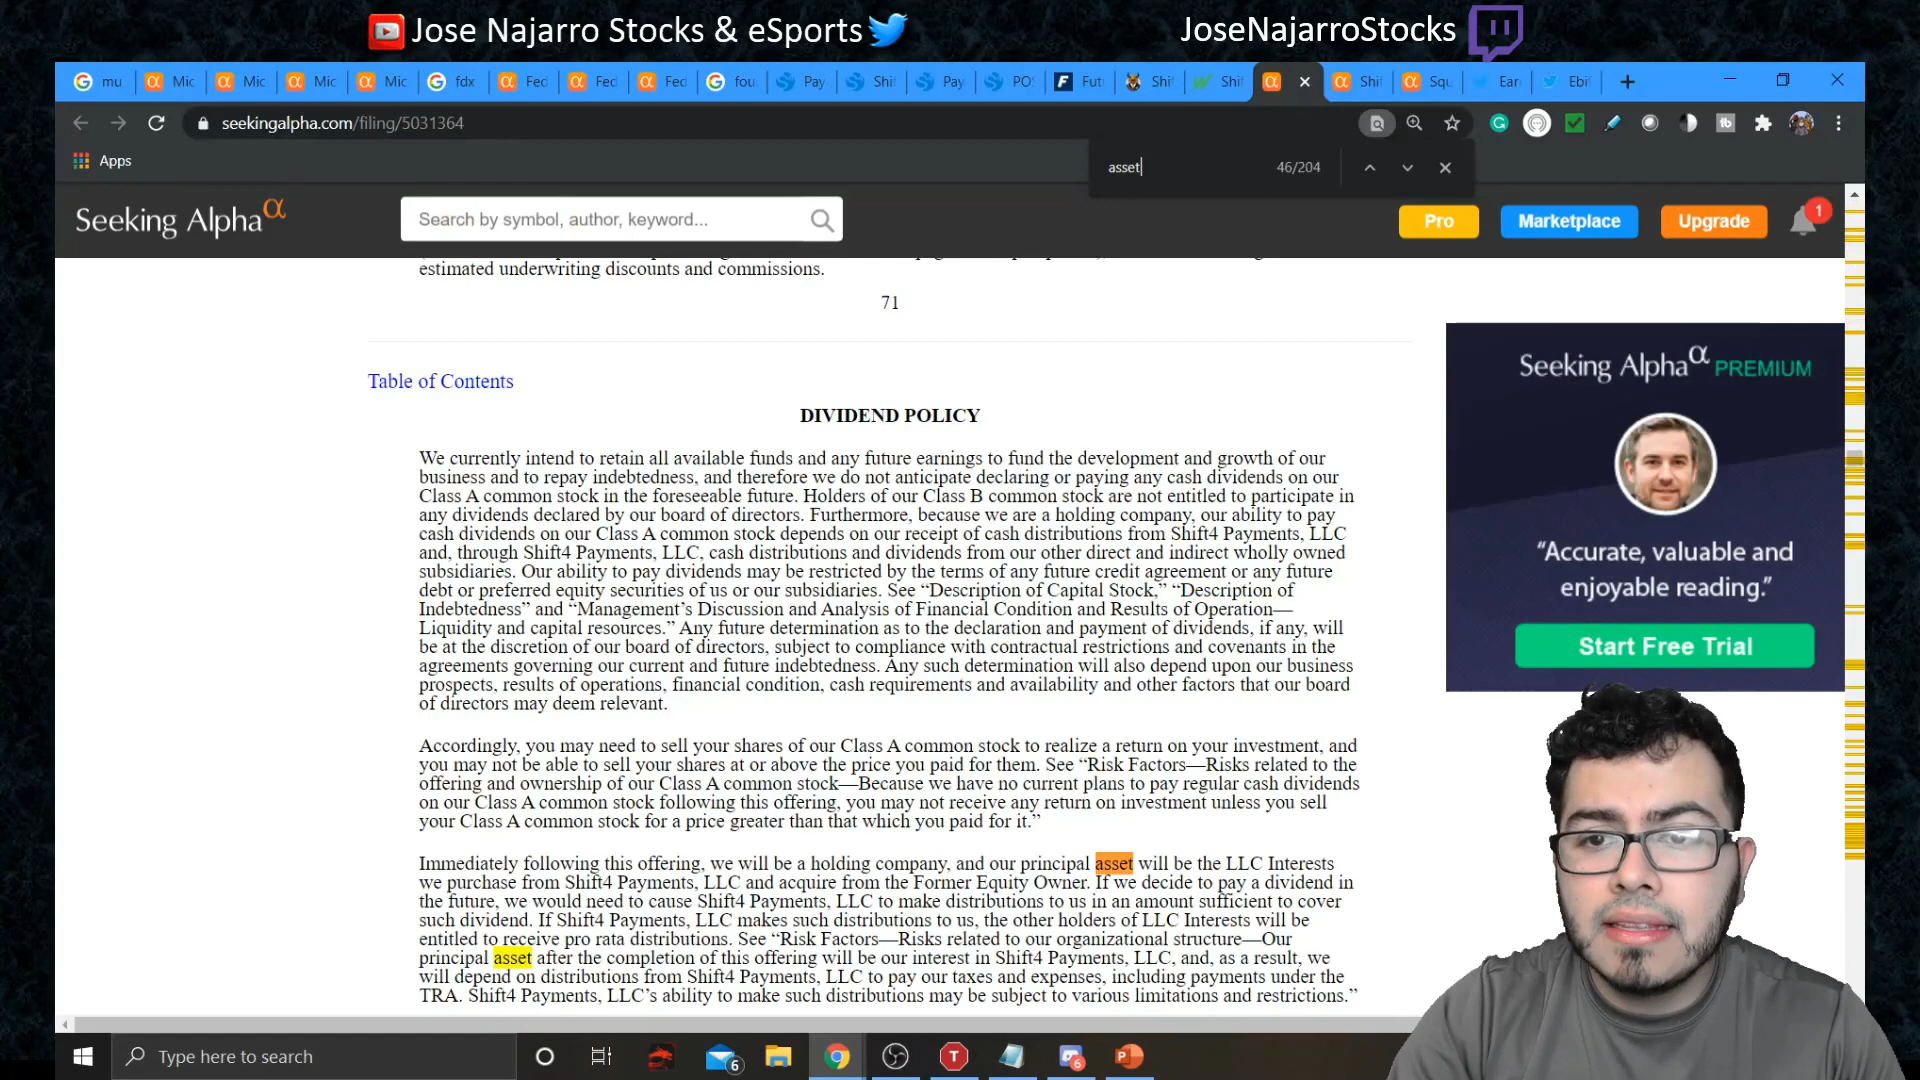 Jose Najarro Stocks & eSports
JoseNajarroStocks
mu
Mic
Mic
Mic
Mic
fdx
Fed
Fed
Fed
fou
Pay
Shif
Pay
POS
Futu
Shif
Shif
Shif
Squ
Earn
Ebi
seekingalpha.com/filing/5031364
Apps
asset
46/204
Seeking Alpha α
Search by symbol, author, keyword...
Pro
Marketplace
Upgrade
1
estimated underwriting discounts and commissions.
71
Table of Contents
DIVIDEND POLICY
We currently intend to retain all available funds and any future earnings to fund the development and growth of our
business and to repay indebtedness, and therefore we do not anticipate declaring or paying any cash dividends on our
Class A common stock in the foreseeable future. Holders of our Class B common stock are not entitled to participate in
any dividends declared by our board of directors. Furthermore, because we are a holding company, our ability to pay
cash dividends on our Class A common stock depends on our receipt of cash distributions from Shift4 Payments, LLC
and, through Shift4 Payments, LLC, cash distributions and dividends from our other direct and indirect wholly owned
subsidiaries. Our ability to pay dividends may be restricted by the terms of any future credit agreement or any future
debt or preferred equity securities of us or our subsidiaries. See “Description of Capital Stock,” “Description of
Indebtedness” and “Management’s Discussion and Analysis of Financial Condition and Results of Operation—
Liquidity and capital resources.” Any future determination as to the declaration and payment of dividends, if any, will
be at the discretion of our board of directors, subject to compliance with contractual restrictions and covenants in the
agreements governing our current and future indebtedness. Any such determination will also depend upon our business
prospects, results of operations, financial condition, cash requirements and availability and other factors that our board
of directors may deem relevant.
Accordingly, you may need to sell your shares of our Class A common stock to realize a return on your investment, and
you may not be able to sell your shares at or above the price you paid for them. See “Risk Factors—Risks related to the
offering and ownership of our Class A common stock—Because we have no current plans to pay regular cash dividends
on our Class A common stock following this offering, you may not receive any return on investment unless you sell
your Class A common stock for a price greater than that which you paid for it.”
Immediately following this offering, we will be a holding company, and our principal asset will be the LLC Interests
we purchase from Shift4 Payments, LLC and acquire from the Former Equity Owner. If we decide to pay a dividend in
the future, we would need to cause Shift4 Payments, LLC to make distributions to us in an amount sufficient to cover
such dividend. If Shift4 Payments, LLC makes such distributions to us, the other holders of LLC Interests will be
entitled to receive pro rata distributions. See “Risk Factors—Risks related to our organizational structure—Our
principal asset after the completion of this offering will be our interest in Shift4 Payments, LLC, and, as a result, we
will depend on distributions from Shift4 Payments, LLC to pay our taxes and expenses, including payments under the
TRA. Shift4 Payments, LLC’s ability to make such distributions may be subject to various limitations and restrictions.”
Seeking Alpha α PREMIUM
“Accurate, valuable and
enjoyable reading.”
Start Free Trial
Type here to search
6
T
6